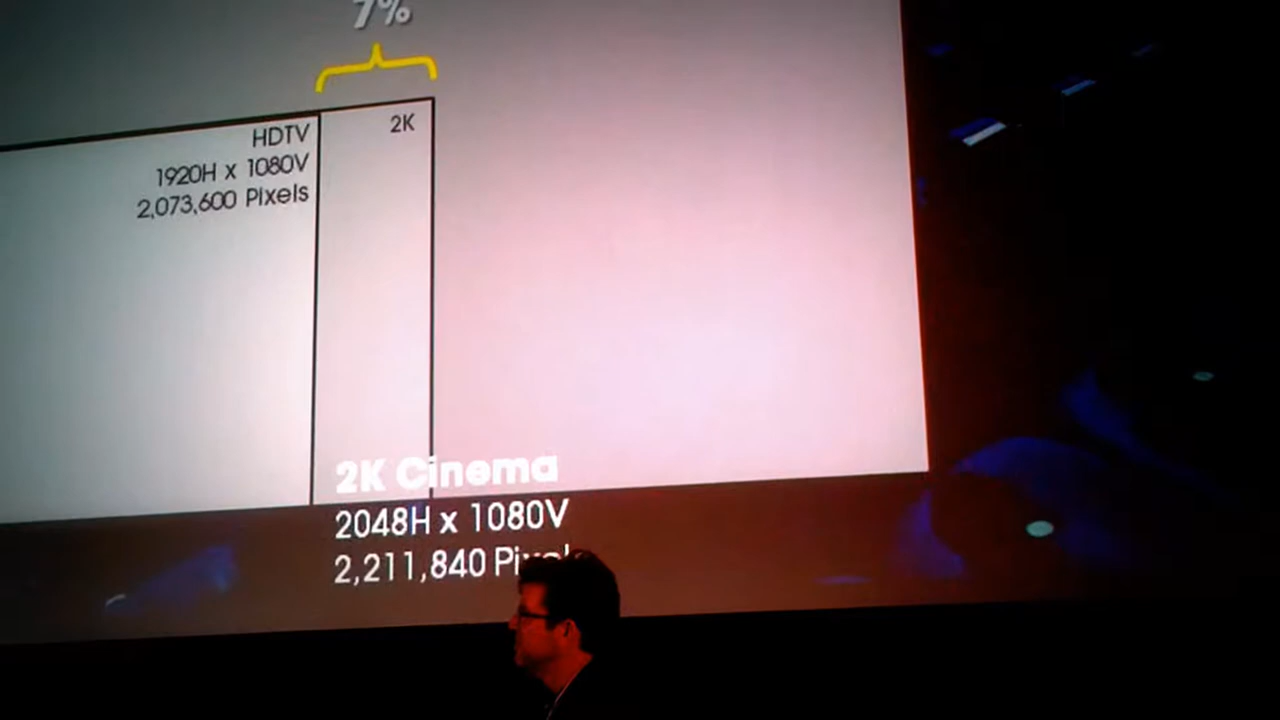 7%
HDTV
1920H x 1080V
2,073,600 Pixels
2K
2K Cinema
2048H x 1080V
2,211,840